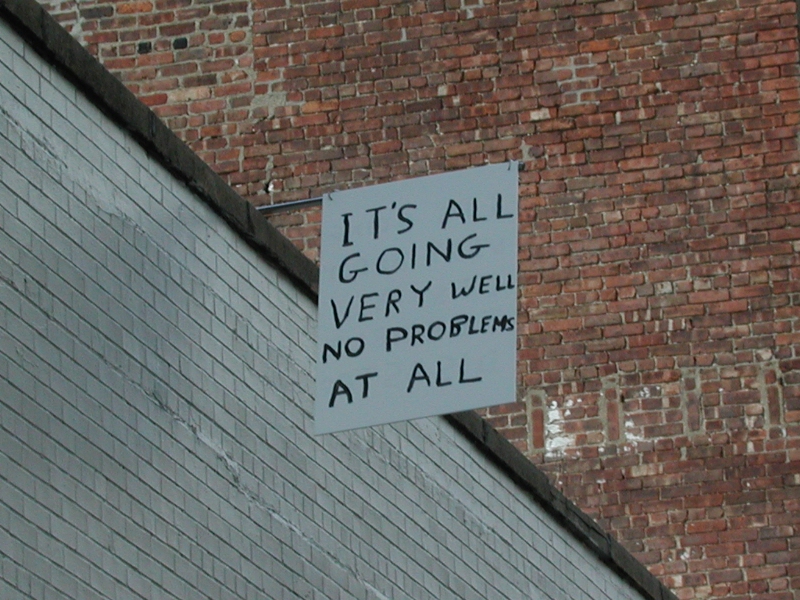 IT'S ALL
GOING
VERY WELL
NO PROBLEMS
AT ALL